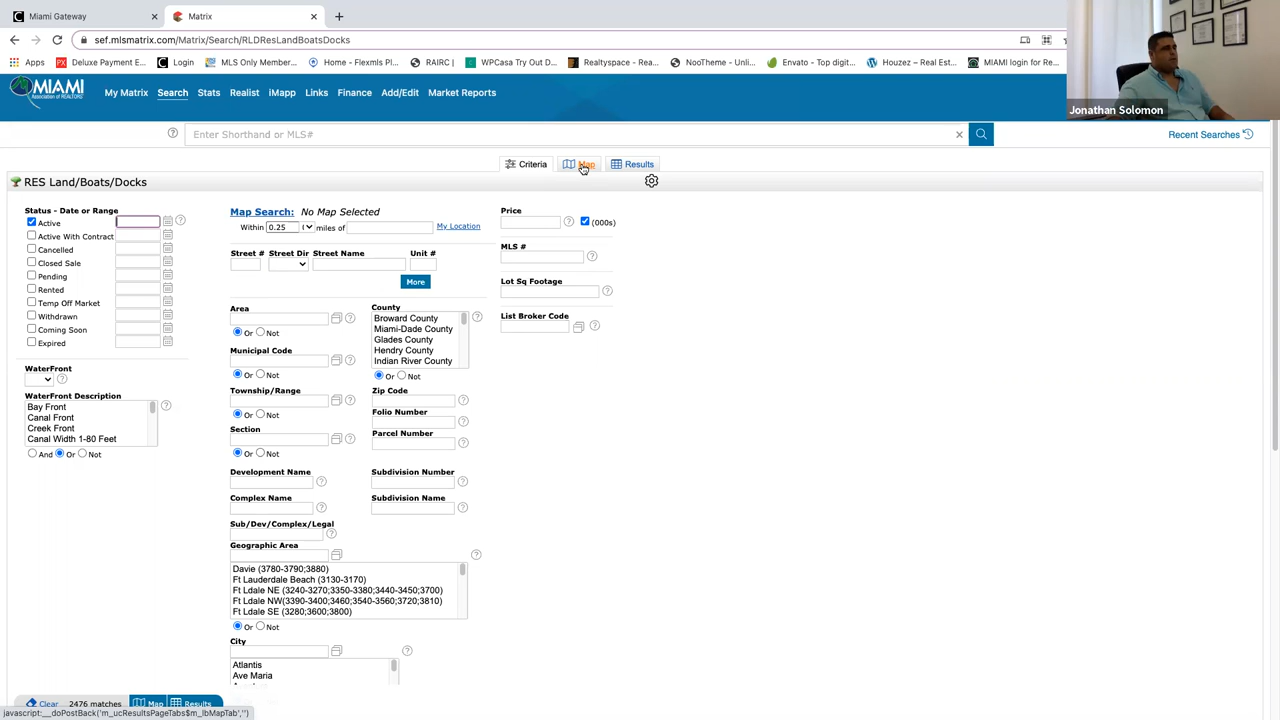 Miami Gateway
Matrix
sef.mlsmatrix.com/Matrix/Search/RLDResLandBoatsDocks
Apps
Deluxe Payment E...
Login
MLS Only Member...
Home - Flexmls Pl...
RAIRC |
WPCasa Try Out D...
Realtyspace - Rea...
NooTheme - Unli...
Envato - Top digit...
Houzez – Real Est...
MIAMI login for Re...
Jonathan Solomon
MIAMI
My Matrix
Search
Stats
Realist
iMapp
Links
Finance
Add/Edit
Market Reports
Enter Shorthand or MLS#
Recent Searches
Criteria
Map
Results
RES Land/Boats/Docks
Status - Date or Range
Active
Active With Contract
Cancelled
Closed Sale
Pending
Rented
Temp Off Market
Withdrawn
Coming Soon
Expired
WaterFront
WaterFront Description
Bay Front
Canal Front
Creek Front
Canal Width 1-80 Feet
And Or Not
Map Search: No Map Selected
Within 0.25 miles of
My Location
Street # Street Dir Street Name Unit #
More
Area
Or Not
Municipal Code
Or Not
Township/Range
Or Not
Section
Or Not
Development Name
Complex Name
Sub/Dev/Complex/Legal
Geographic Area
Davie (3780-3790;3880)
Ft Lauderdale Beach (3130-3170)
Ft Ldale NE (3240-3270;3350-3380;3440-3450;3700)
Ft Ldale NW(3390-3400;3460;3540-3560;3720;3810)
Ft Ldale SE (3280;3600;3800)
Or Not
City
Atlantis
Ave Maria
County
Broward County
Miami-Dade County
Glades County
Hendry County
Indian River County
Or Not
Zip Code
Folio Number
Parcel Number
Subdivision Number
Subdivision Name
Price
(000s)
MLS #
Lot Sq Footage
List Broker Code
Clear
2476 matches
Map
Results
javascript:__doPostBack('m_ucResultsPageTabs$m_lbMapTab','')